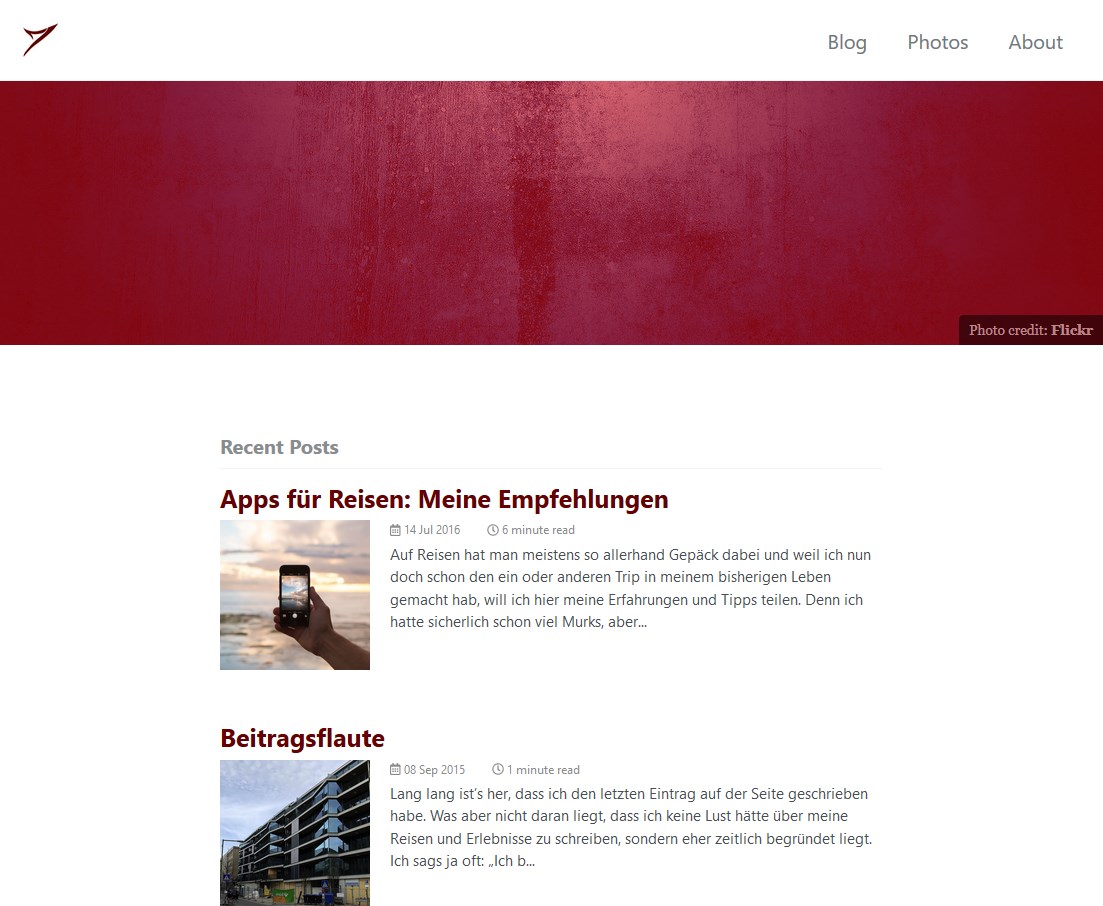 Blog Photos About
Photo credit: Flickr
Recent Posts
Apps für Reisen: Meine Empfehlungen
14 Jul 2016 6 minute read
Auf Reisen hat man meistens so allerhand Gepäck dabei und weil ich nun
doch schon den ein oder anderen Trip in meinem bisherigen Leben
gemacht hab, will ich hier meine Erfahrungen und Tipps teilen. Denn ich
hatte sicherlich schon viel Murks, aber...
Beitragsflaute
08 Sep 2015 1 minute read
Lang lang ist’s her, dass ich den letzten Eintrag auf der Seite geschrieben
habe. Was aber nicht daran liegt, dass ich keine Lust hätte über meine
Reisen und Erlebnisse zu schreiben, sondern eher zeitlich begründet liegt.
Ich sags ja oft: „Ich b...